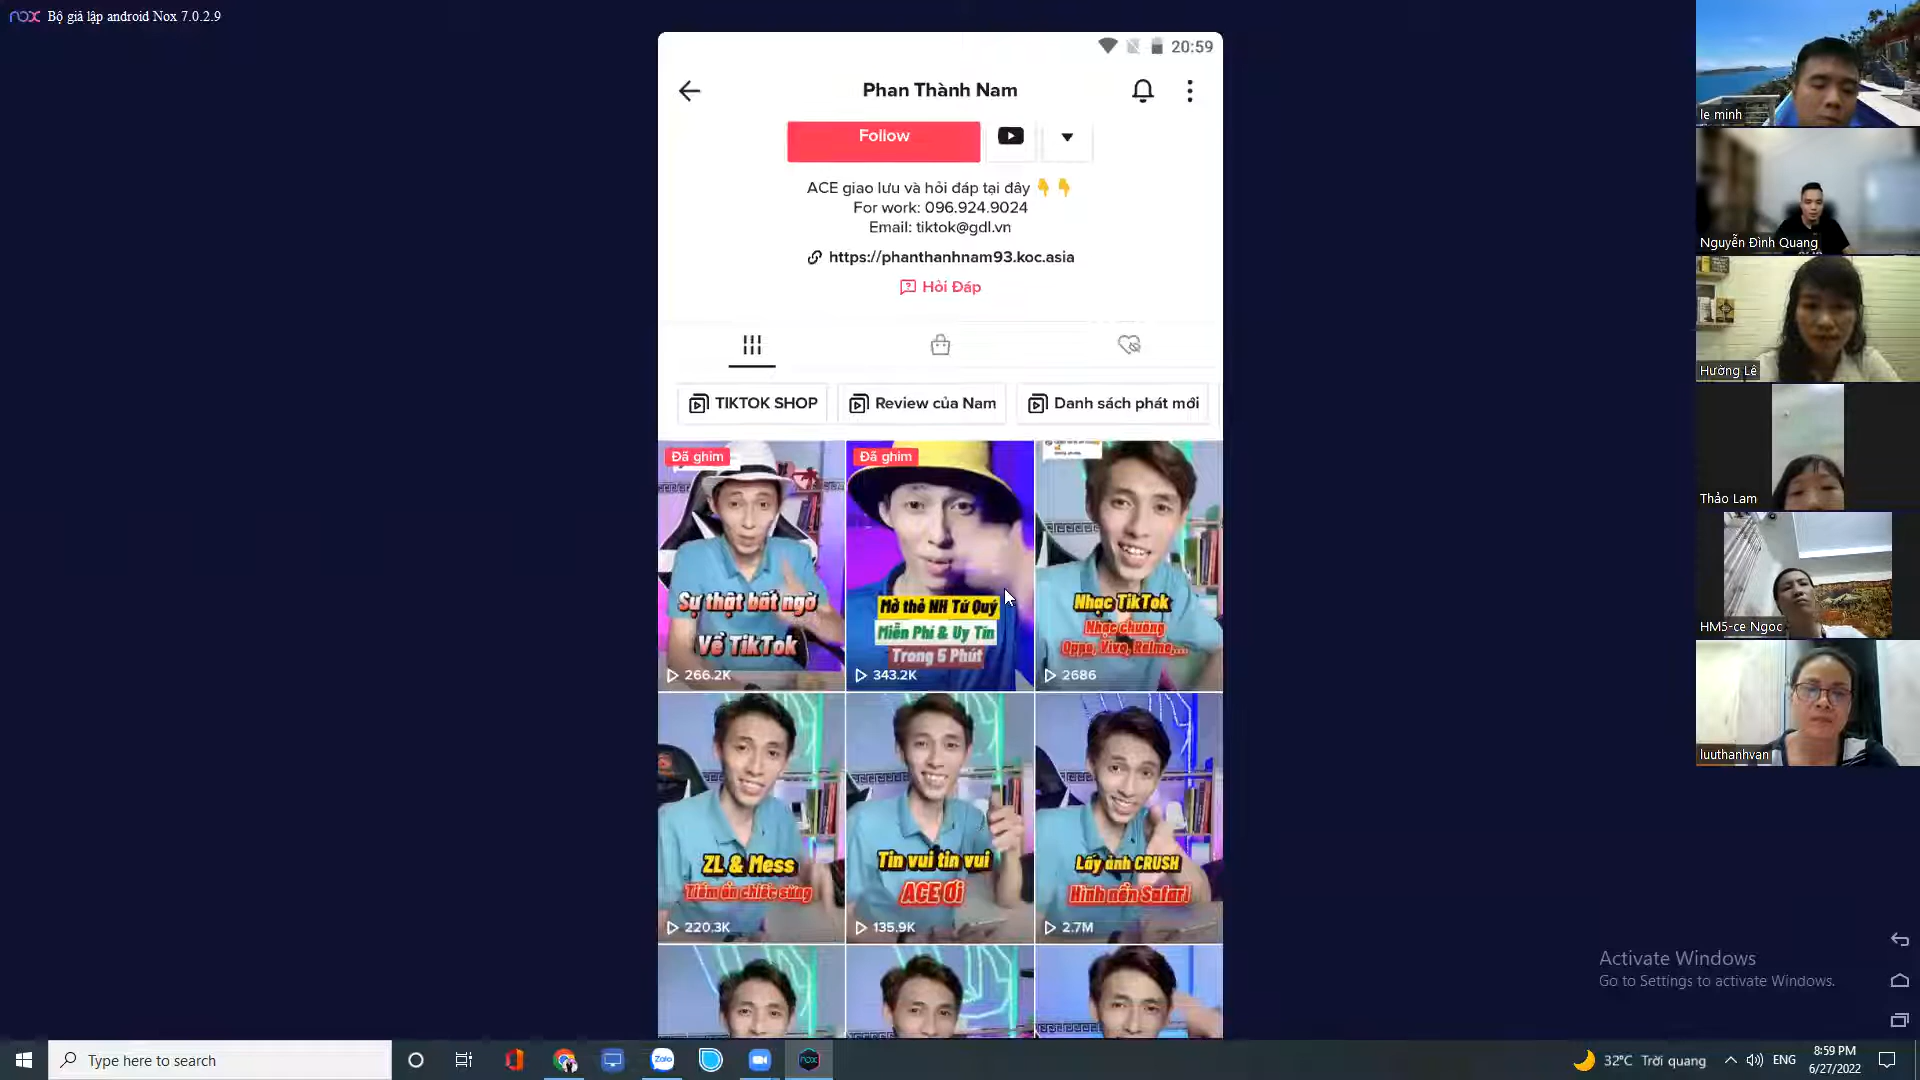 nox Bộ giả lập android Nox 7.0.2.9
20:59
Phan Thành Nam
Follow
ACE giao lưu và hỏi đáp tại đây 👇👇
For work: 096.924.9024
Email: tiktok@gdl.vn
https://phanthanhnam93.koc.asia
Hỏi Đáp
TIKTOK SHOP
Review của Nam
Danh sách phát mới
Đã ghim
Sự thật bất ngờ
Về TikTok
266.2K
Đã ghim
Mở thẻ NH Tứ Quý
Miễn Phí & Uy Tín
Trong 5 Phút
343.2K
Nhạc TikTok
Nhạc chuông
Oppo, Vivo, Realme,...
2686
ZL & Mess
Tiềm ẩn chiếc sừng
220.3K
Tin vui tin vui
ACE ơi
135.9K
Lấy ảnh CRUSH
Hình nền Safari
2.7M
le minh
Nguyễn Đình Quang
Hường Lê
Thảo Lam
HM5-ce Ngoc
luuthanhvan
Activate Windows
Go to Settings to activate Windows.
Type here to search
Zalo
nox
32°C Trời quang
ENG
8:59 PM
6/27/2022